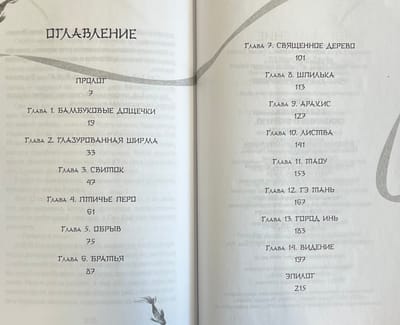 ОГЛАВЛЕНИЕ
ПРОЛОГ
7
Глава 1. БАМБУКОВЫЕ ДОЩЕЧКИ
19
Глава 2. ГЛАЗУРОВАННАЯ ШИРМА
33
Глава 3. СВИТОК
47
Глава 4. ПТИЧЬЕ ПЕРО
61
Глава 5. ОБРЫВ
75
Глава 6. БРАТЬЯ
87
Глава 7. СВЯЩЕННОЕ ДЕРЕВО
101
Глава 8. ШПИЛЬКА
113
Глава 9. АРАХИС
127
Глава 10. ЛИСТВА
141
Глава 11. ТАОУ
153
Глава 12. ГЭ ТАНЬ
167
Глава 13. ГОРОД ИНЬ
183
Глава 14. ВИДЕНИЕ
197
ЭПИЛОГ
215